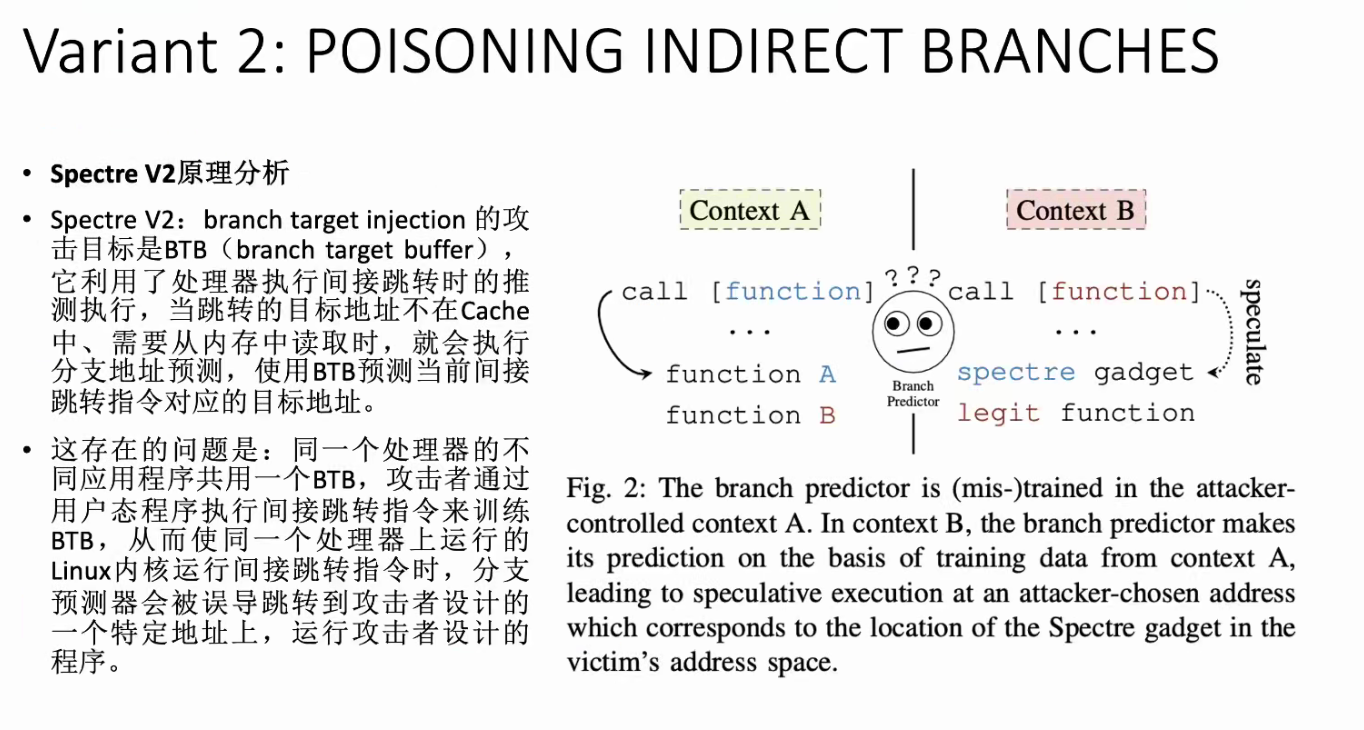 Variant 2: POISONING INDIRECT BRANCHES
• Spectre V2原理分析
• Spectre V2：branch target injection 的攻
击目标是BTB（branch target buffer），
它利用了处理器执行间接跳转时的推
测执行，当跳转的目标地址不在Cache
中、需要从内存中读取时，就会执行
分支地址预测，使用BTB预测当前间接
跳转指令对应的目标地址。
• 这存在的问题是：同一个处理器的不
同应用程序共用一个BTB，攻击者通过
用户态程序执行间接跳转指令来训练
BTB，从而使同一个处理器上运行的
Linux内核运行间接跳转指令时，分支
预测器会被误导跳转到攻击者设计的
一个特定地址上，运行攻击者设计的
程序。
Context A
call [function]
...
function A
function B
???
Branch
Predictor
Context B
call [function]
...
spectre gadget
legit function
speculate
Fig. 2: The branch predictor is (mis-)trained in the attacker-
controlled context A. In context B, the branch predictor makes
its prediction on the basis of training data from context A,
leading to speculative execution at an attacker-chosen address
which corresponds to the location of the Spectre gadget in the
victim's address space.